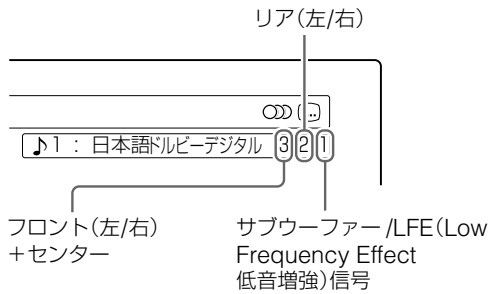 リア（左/右）
♪1：日本語ドルビーデジタル 3 2 1
フロント（左/右）
＋センター
サブウーファー/LFE（Low
Frequency Effect
低音増強）信号